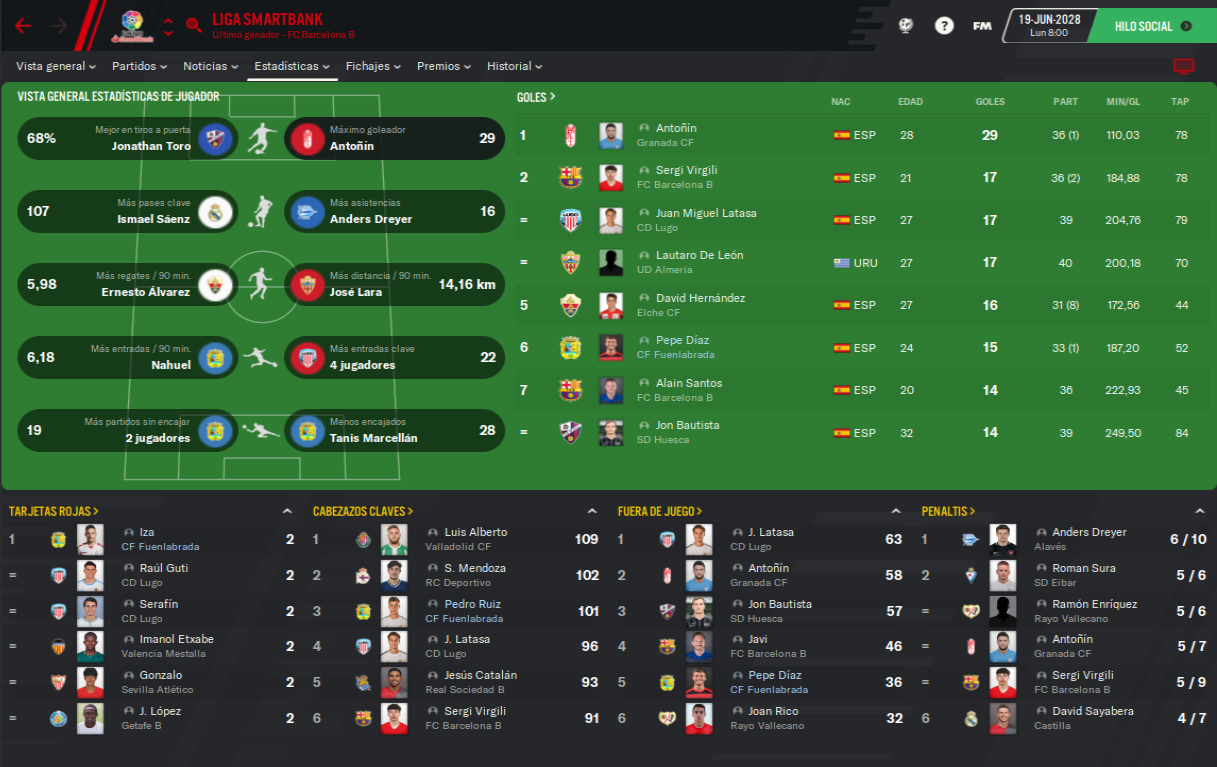 LIGA SMARTBANK
Último ganador - FC Barcelona B
?
FM
19-JUN-2028
Lun 8:00
HILO SOCIAL
Vista general
Partidos
Noticias
Estadísticas
Fichajes
Premios
Historial
VISTA GENERAL ESTADÍSTICAS DE JUGADOR
68%
Mejor en tiros a puerta
Jonathan Toro
Máximo goleador
Antoñín
29
107
Más pases clave
Ismael Sáenz
Más asistencias
Anders Dreyer
16
5,98
Más regates / 90 min.
Ernesto Álvarez
Más distancia / 90 min.
José Lara
14,16 km
6,18
Más entradas / 90 min.
Nahuel
Más entradas clave
4 jugadores
22
19
Más partidos sin encajar
2 jugadores
Menos encajados
Tanis Marcellán
28
GOLES > NAC EDAD GOLES PART MIN/GL TAP
1 Antoñín ESP 28 29 36 (1) 110,03 78
Granada CF
2 Sergi Virgili ESP 21 17 36 (2) 184,88 78
FC Barcelona B
= Juan Miguel Latasa ESP 27 17 39 204,76 79
CD Lugo
= Lautaro De León URU 27 17 40 200,18 70
UD Almería
5 David Hernández ESP 27 16 31 (8) 172,56 44
Elche CF
6 Pepe Díaz ESP 24 15 33 (1) 187,20 52
CF Fuenlabrada
7 Alain Santos ESP 20 14 36 222,93 45
FC Barcelona B
= Jon Bautista ESP 32 14 39 249,50 84
SD Huesca
TARJETAS ROJAS >
1 Iza 2
CF Fuenlabrada
= Raúl Guti 2
CD Lugo
= Serafín 2
CD Lugo
= Imanol Etxabe 2
Valencia Mestalla
= Gonzalo 2
Sevilla Atlético
= J. López 2
Getafe B
CABEZAZOS CLAVES >
1 Luis Alberto 109
Valladolid CF
2 S. Mendoza 102
RC Deportivo
3 Pedro Ruiz 101
CF Fuenlabrada
4 J. Latasa 96
CD Lugo
5 Jesús Catalán 93
Real Sociedad B
6 Sergi Virgili 91
FC Barcelona B
FUERA DE JUEGO >
1 J. Latasa 63
CD Lugo
2 Antoñín 58
Granada CF
3 Jon Bautista 57
SD Huesca
4 Javi 46
FC Barcelona B
5 Pepe Díaz 36
CF Fuenlabrada
6 Joan Rico 32
Rayo Vallecano
PENALTIS >
1 Anders Dreyer 6 / 10
Alavés
2 Roman Sura 5 / 6
SD Eibar
= Ramón Enríquez 5 / 6
Rayo Vallecano
= Antoñín 5 / 7
Granada CF
= Sergi Virgili 5 / 9
FC Barcelona B
6 David Sayabera 4 / 7
Castilla